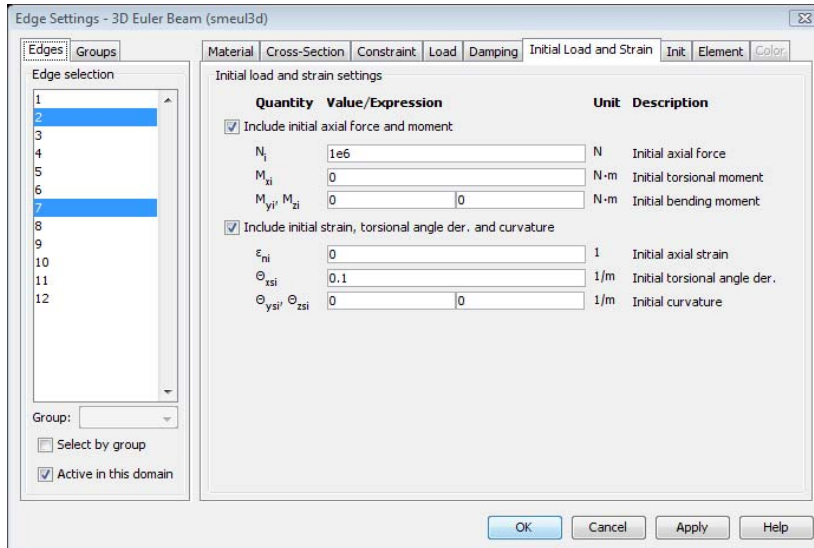 Edge Settings - 3D Euler Beam (smeul3d)
Edges Groups
Material Cross-Section Constraint Load Damping Initial Load and Strain Init Element Color
Edge selection
1
2
3
4
5
6
7
8
9
10
11
12
Group:
Select by group
Active in this domain
Initial load and strain settings
Quantity Value/Expression Unit Description
Include initial axial force and moment
Ni 1e6 N Initial axial force
Mxi 0 N·m Initial torsional moment
Myi, Mzi 0 0 N·m Initial bending moment
Include initial strain, torsional angle der. and curvature
εni 0 1 Initial axial strain
Θxsi 0.1 1/m Initial torsional angle der.
Θysi, Θzsi 0 0 1/m Initial curvature
OK Cancel Apply Help